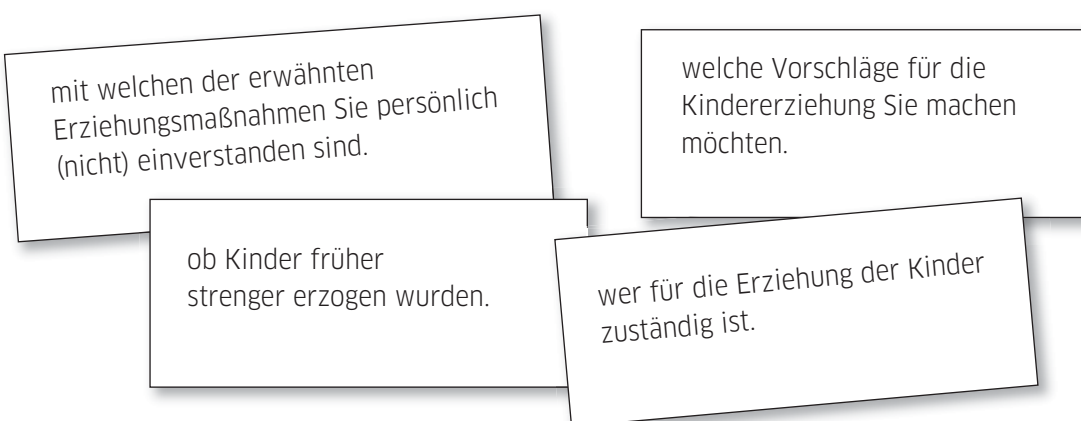 mit welchen der erwähnten
Erziehungsmaßnahmen Sie persönlich
(nicht) einverstanden sind.
welche Vorschläge für die
Kindererziehung Sie machen
möchten.
ob Kinder früher
strenger erzogen wurden.
wer für die Erziehung der Kinder
zuständig ist.